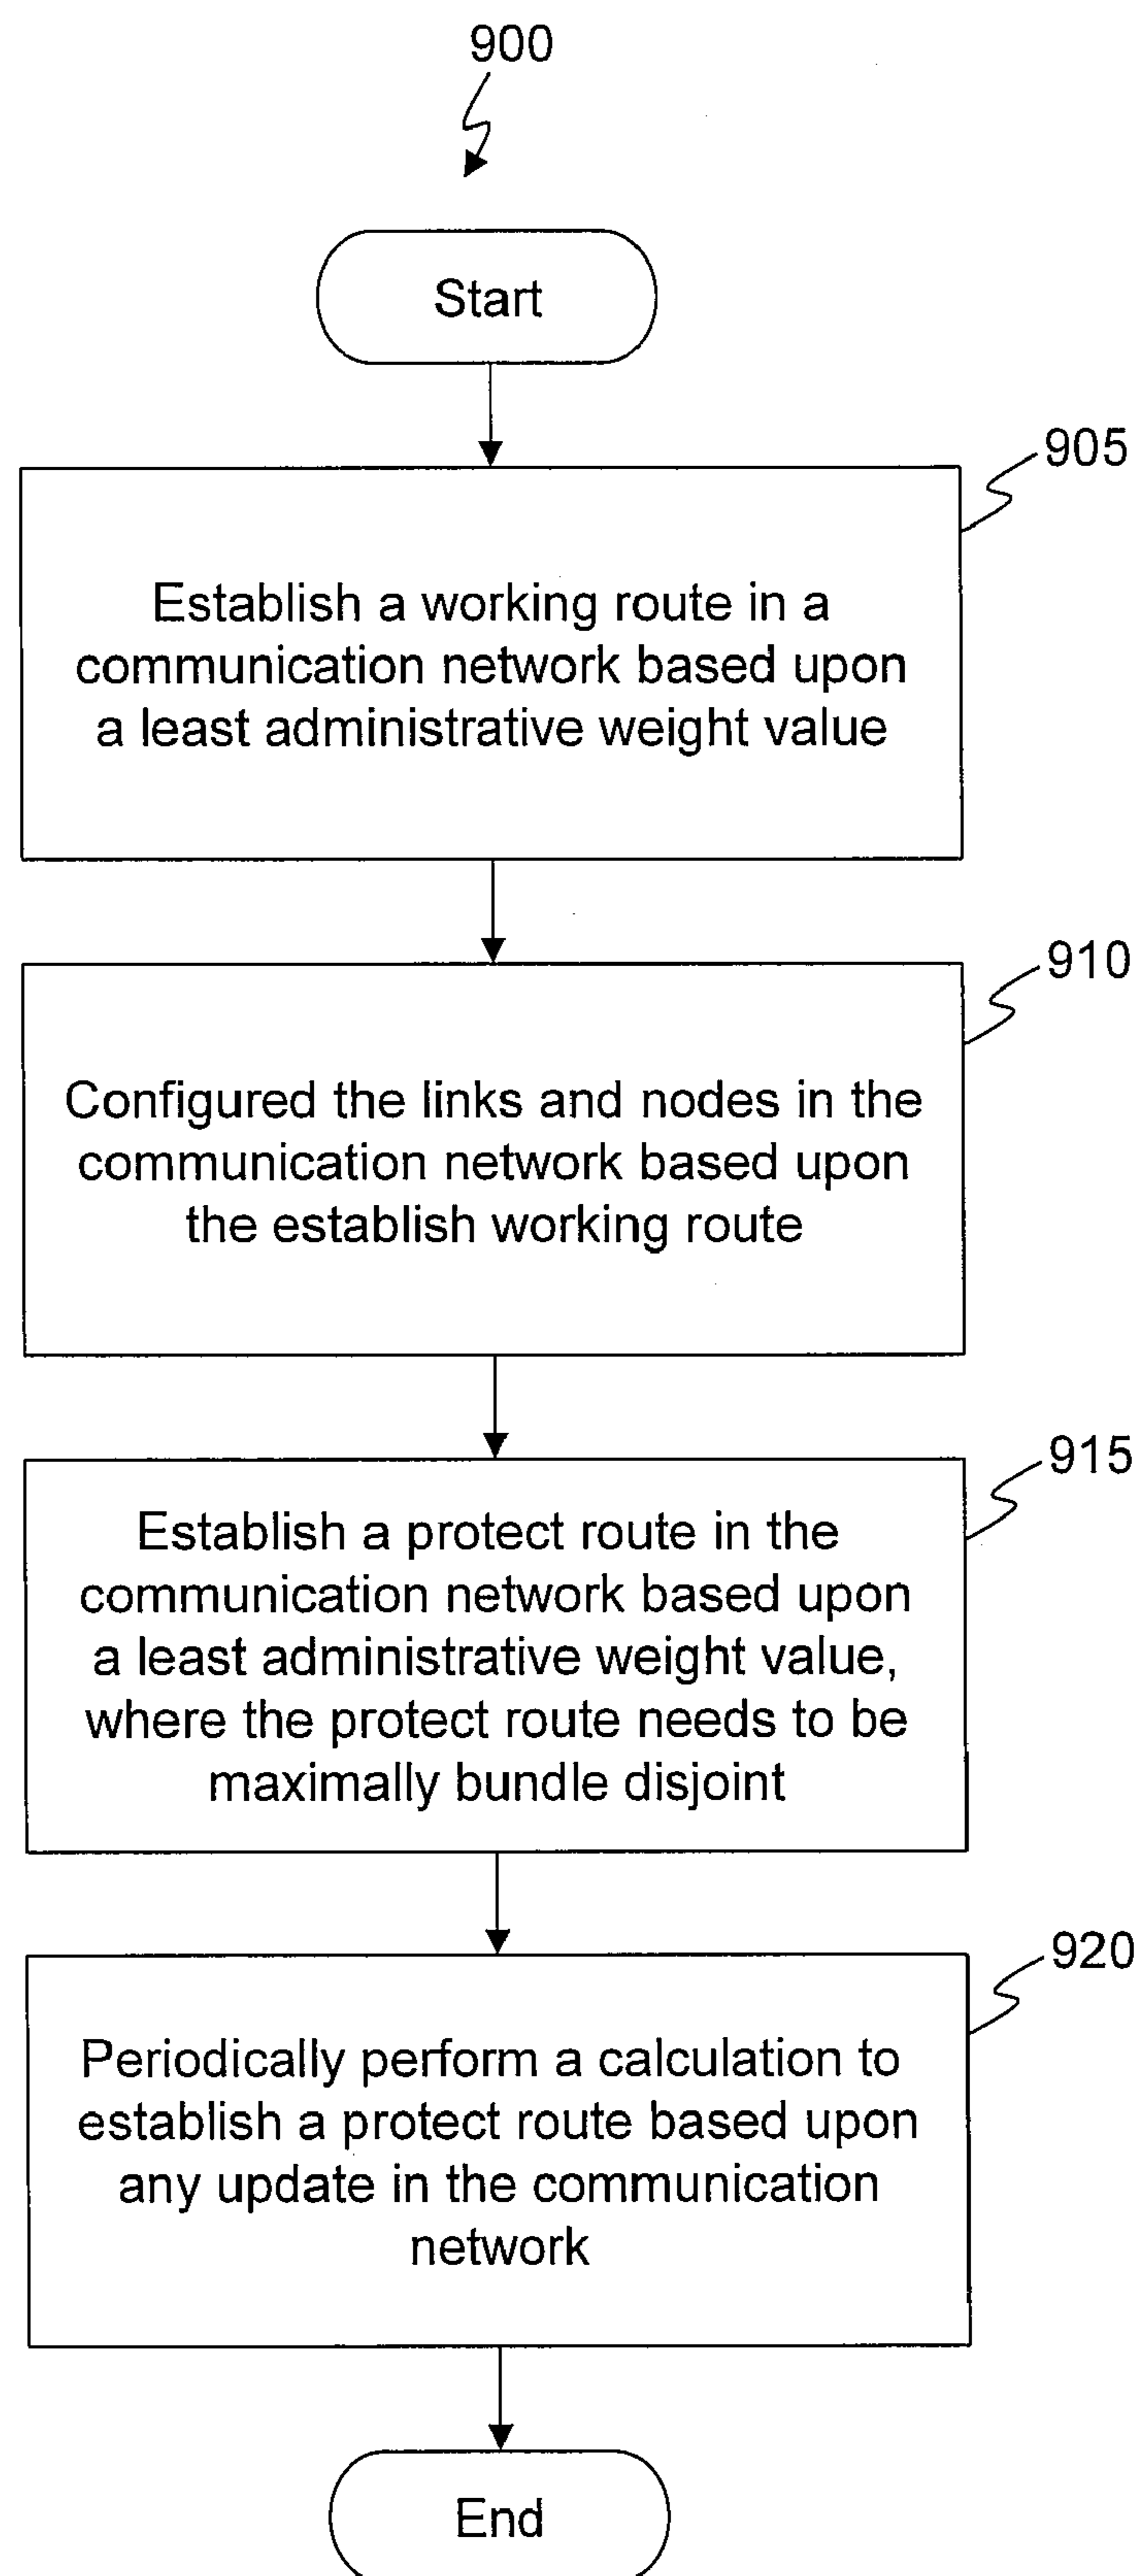 900
Start
905
Establish a working route in a
communication network based upon
a least administrative weight value
910
Configured the links and nodes in the
communication network based upon
the establish working route
915
Establish a protect route in the
communication network based upon
a least administrative weight value,
where the protect route needs to be
maximally bundle disjoint
920
Periodically perform a calculation to
establish a protect route based upon
any update in the communication
network
End